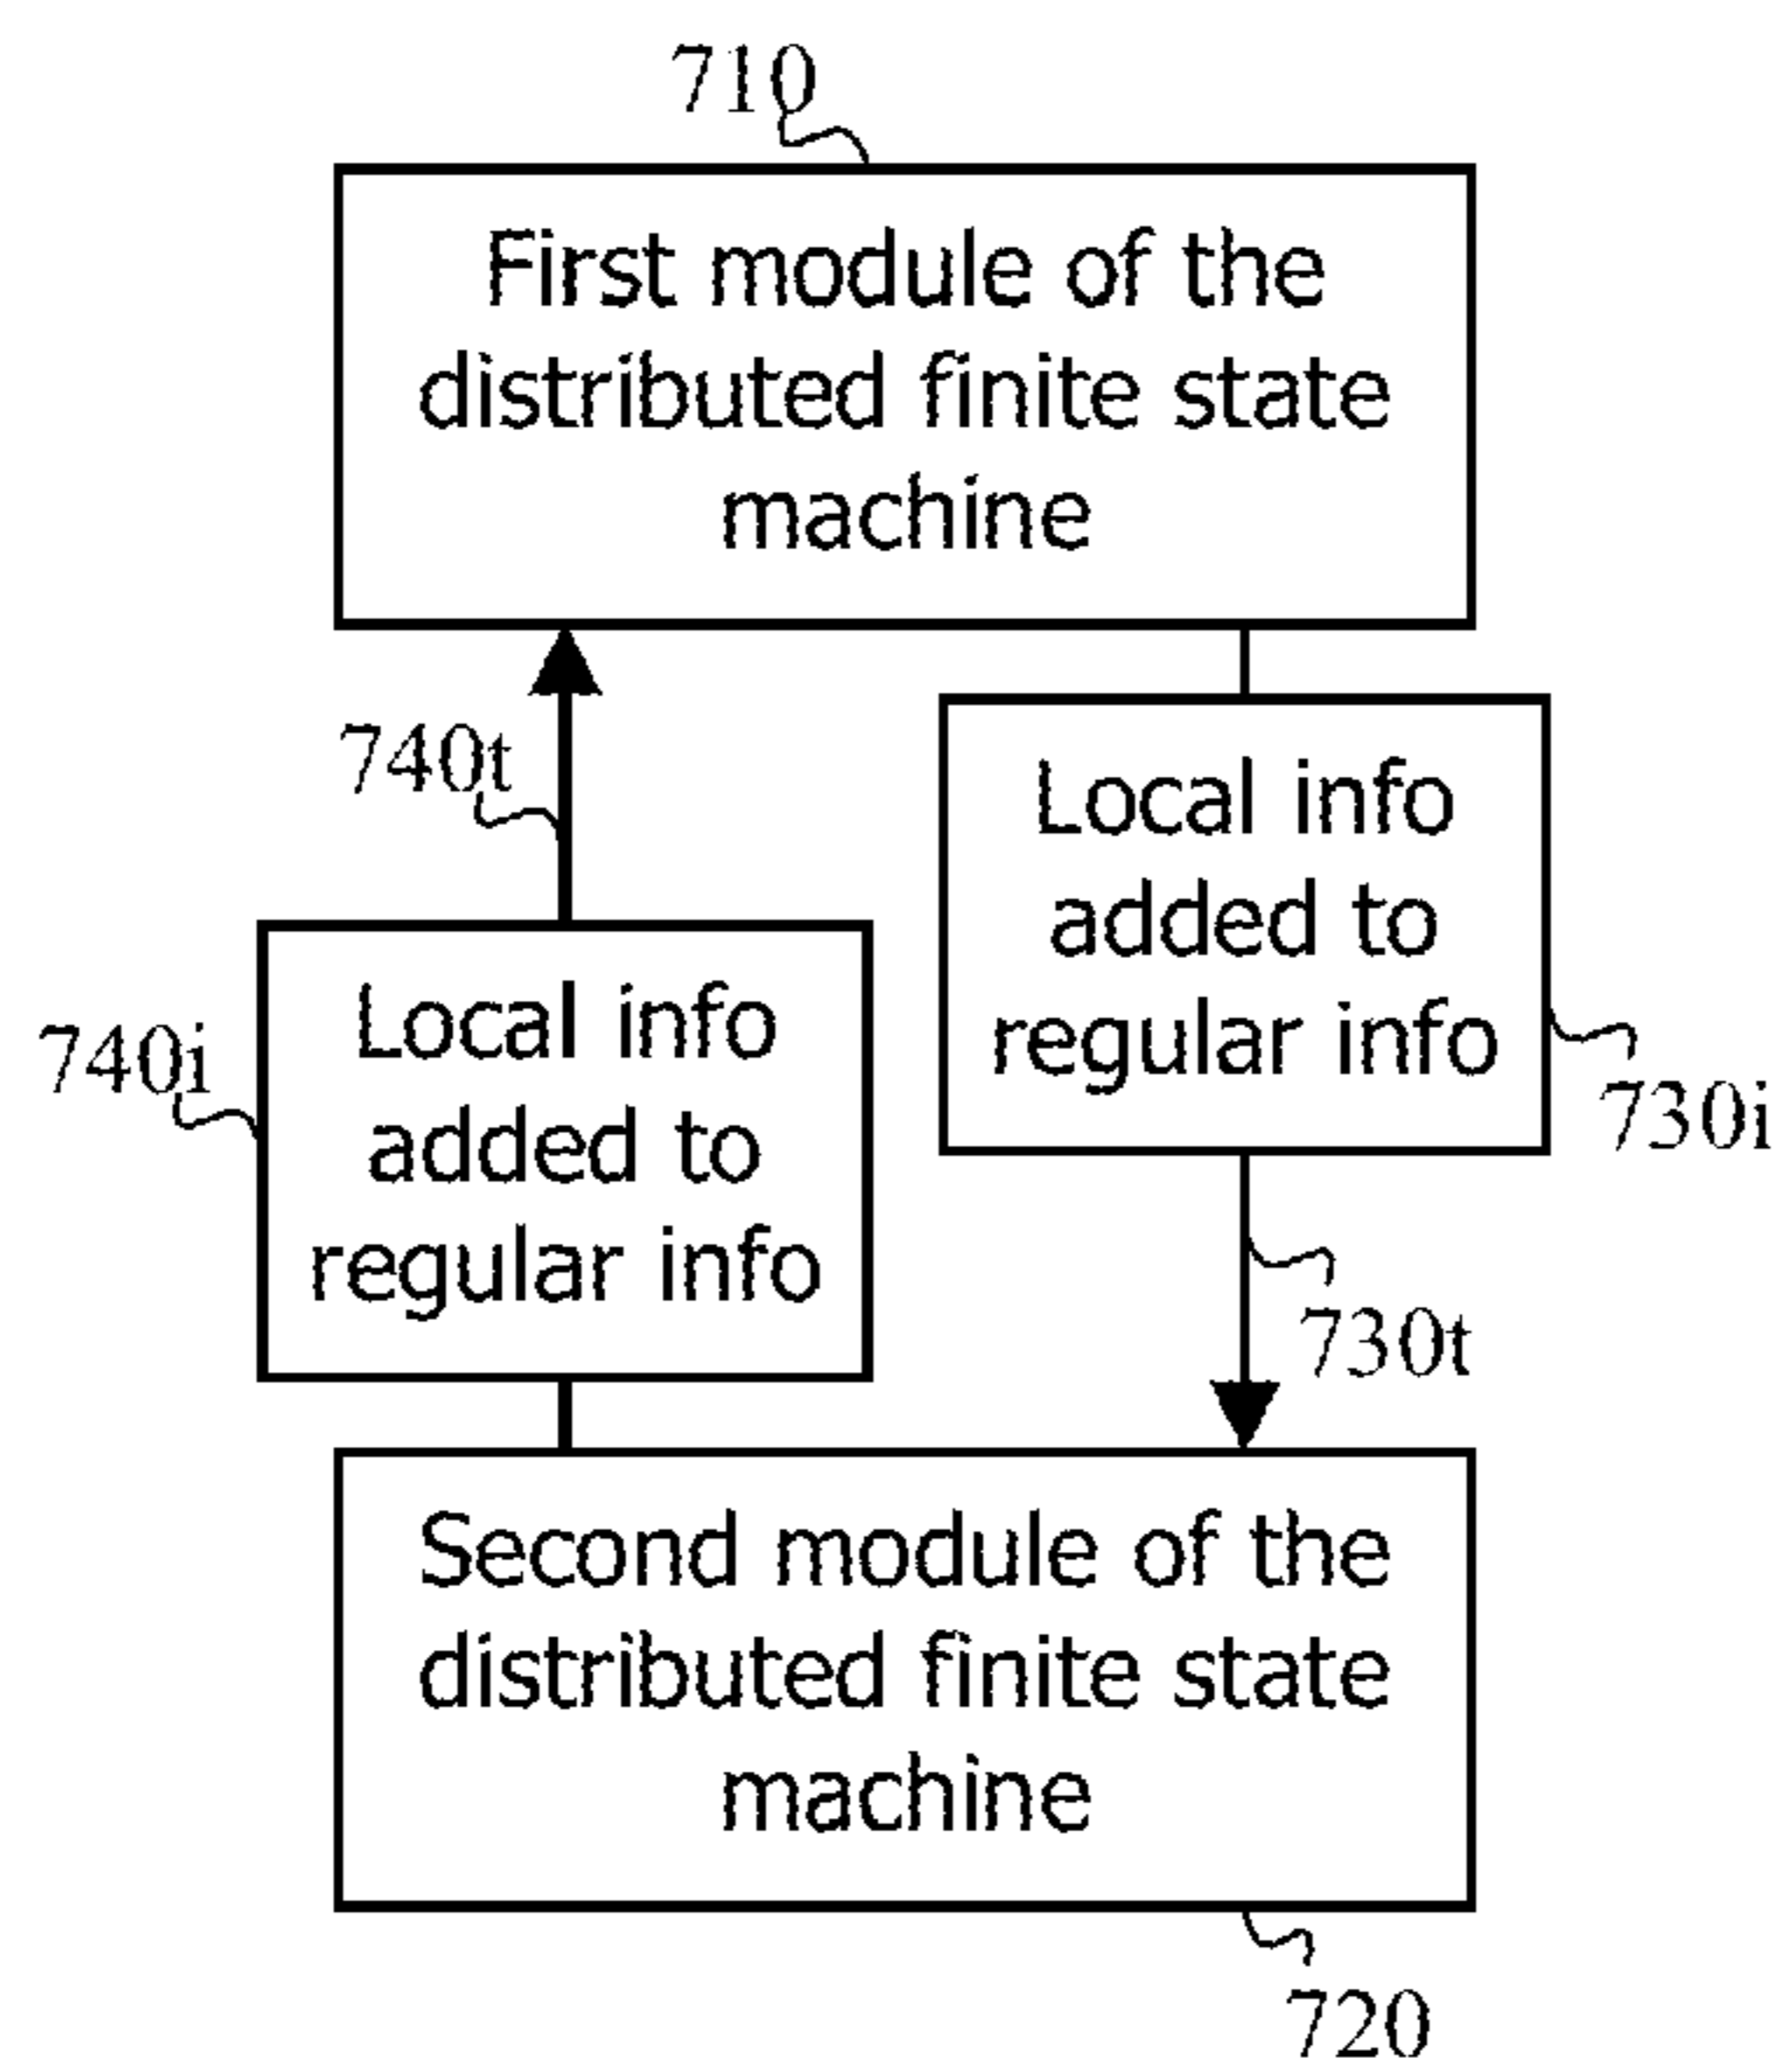 710
First module of the
distributed finite state
machine
740t
Local info
added to
regular info
730i
740i
Local info
added to
regular info
730t
Second module of the
distributed finite state
machine
720